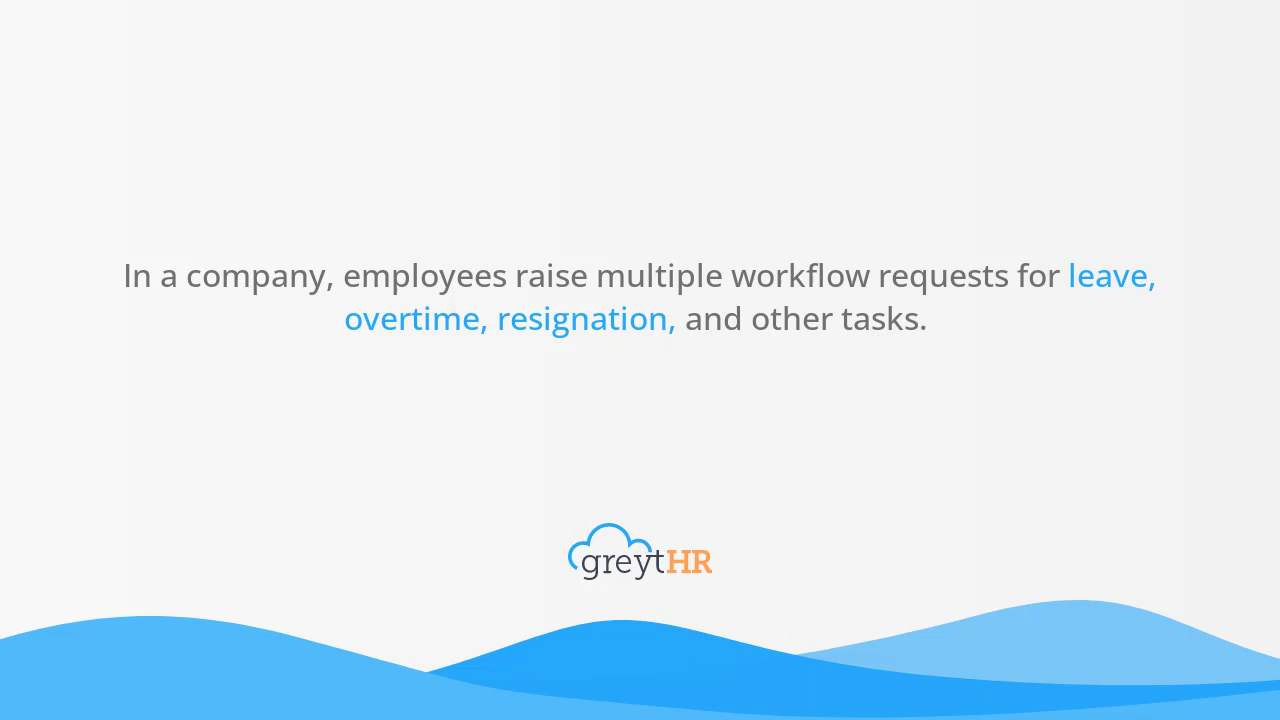 In a company, employees raise multiple workflow requests for leave,
overtime, resignation, and other tasks.
greytHR